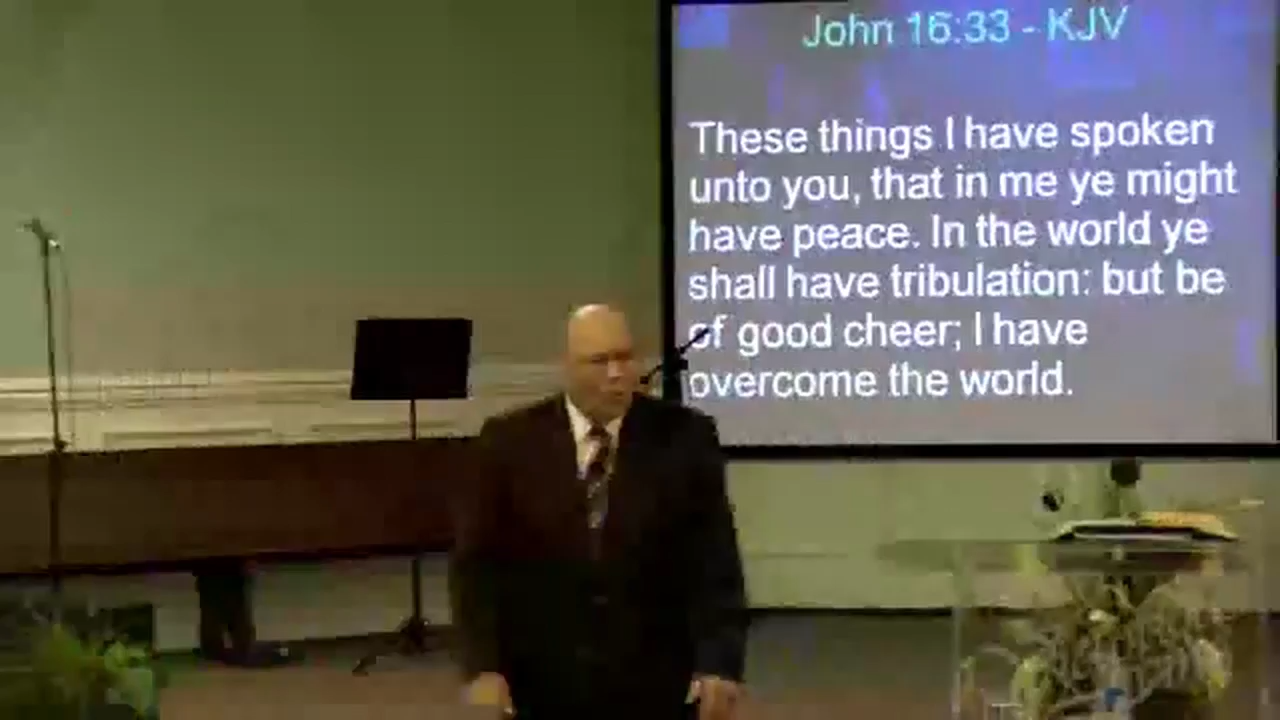 John 16:33 - KJV
These things I have spoken
unto you, that in me ye might
have peace. In the world ye
shall have tribulation: but be
of good cheer; I have
overcome the world.